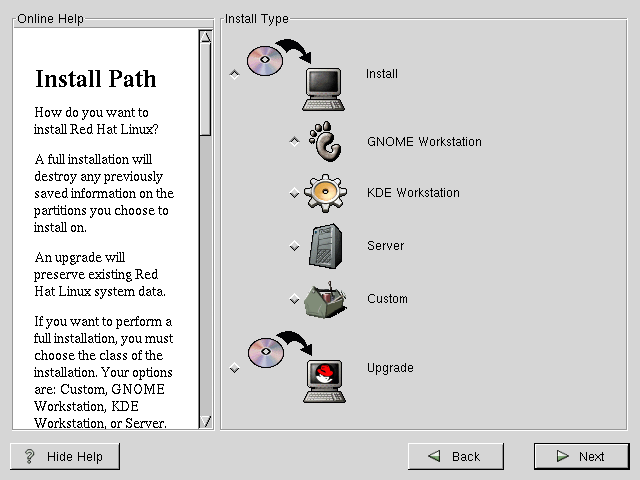 Online Help
Install Path
How do you want to
install Red Hat Linux?
A full installation will
destroy any previously
saved information on the
partitions you choose to
install on.
An upgrade will
preserve existing Red
Hat Linux system data.
If you want to perform a
full installation, you must
choose the class of the
installation. Your options
are: Custom, GNOME
Workstation, KDE
Workstation, or Server.
Install Type
Install
GNOME Workstation
KDE Workstation
Server
Custom
Upgrade
? Hide Help
Back
Next